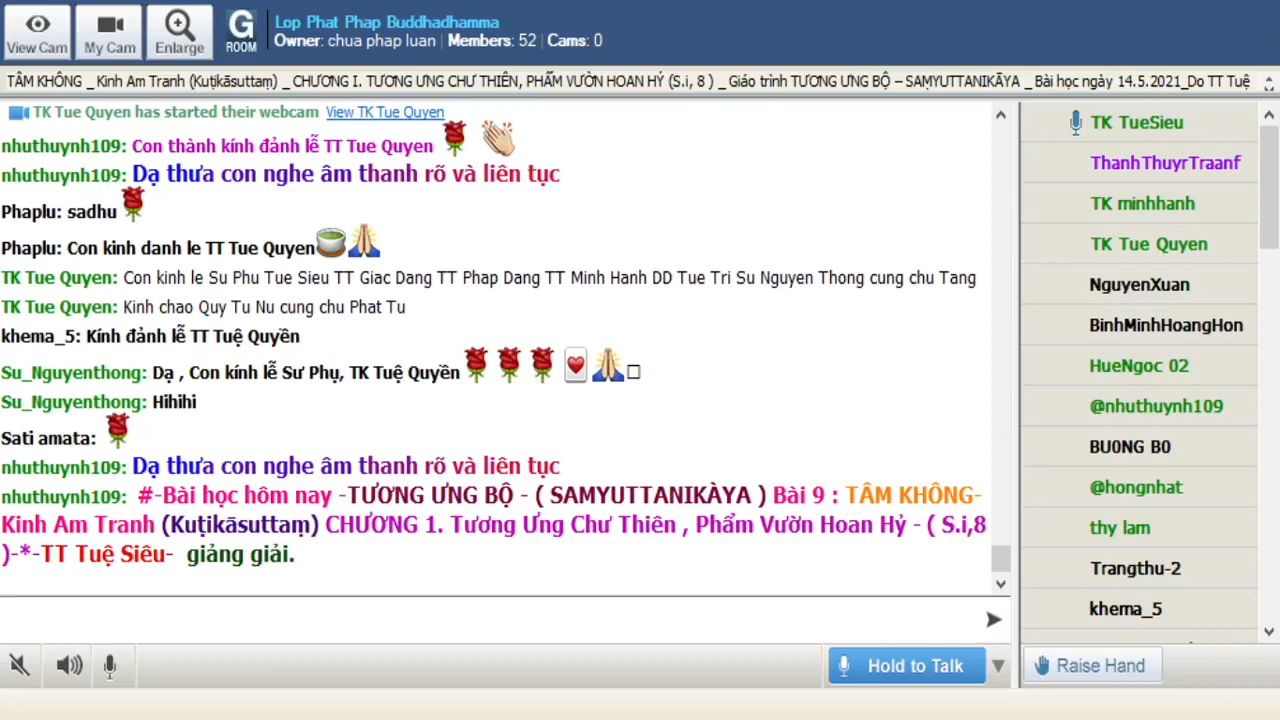 View Cam
My Cam
Enlarge
G
ROOM
Lop Phat Phap Buddhadhamma
Owner: chua phap luan | Members: 52 | Cams: 0
TÂM KHÔNG _Kinh Am Tranh (Kuṭikāsuttaṃ) _CHƯƠNG I. TƯƠNG ƯNG CHƯ THIÊN, PHẨM VƯỜN HOAN HỶ (S.i, 8 ) _Giáo trình TƯƠNG ƯNG BỘ – SAṂYUTTANIKĀYA _Bài học ngày 14.5.2021_Do TT Tuệ
TK Tue Quyen has started their webcam View TK Tue Quyen
nhuthuynh109: Con thành kính đảnh lễ TT Tue Quyen
nhuthuynh109: Dạ thưa con nghe âm thanh rõ và liên tục
Phaplu: sadhu
Phaplu: Con kinh danh le TT Tue Quyen
TK Tue Quyen: Con kinh le Su Phu Tue Sieu TT Giac Dang TT Phap Dang TT Minh Hanh DD Tue Tri Su Nguyen Thong cung chu Tang
TK Tue Quyen: Kinh chao Quy Tu Nu cung chu Phat Tu
khema_5: Kính đảnh lễ TT Tuệ Quyền
Su_Nguyenthong: Dạ , Con kính lễ Sư Phụ, TK Tuệ Quyền
Su_Nguyenthong: Hihihi
Sati amata:
nhuthuynh109: Dạ thưa con nghe âm thanh rõ và liên tục
nhuthuynh109: #-Bài học hôm nay -TƯƠNG ƯNG BỘ - ( SAMYUTTANIKÀYA ) Bài 9 : TÂM KHÔNG-
Kinh Am Tranh (Kuṭikāsuttaṃ) CHƯƠNG 1. Tương Ưng Chư Thiên , Phẩm Vườn Hoan Hỷ - ( S.i,8
)-*-TT Tuệ Siêu- giảng giải.
TK TueSieu
ThanhThuyrTraanf
TK minhhanh
TK Tue Quyen
NguyenXuan
BinhMinhHoangHon
HueNgoc 02
@nhuthuynh109
BU0NG B0
@hongnhat
thy lam
Trangthu-2
khema_5
Hold to Talk
Raise Hand